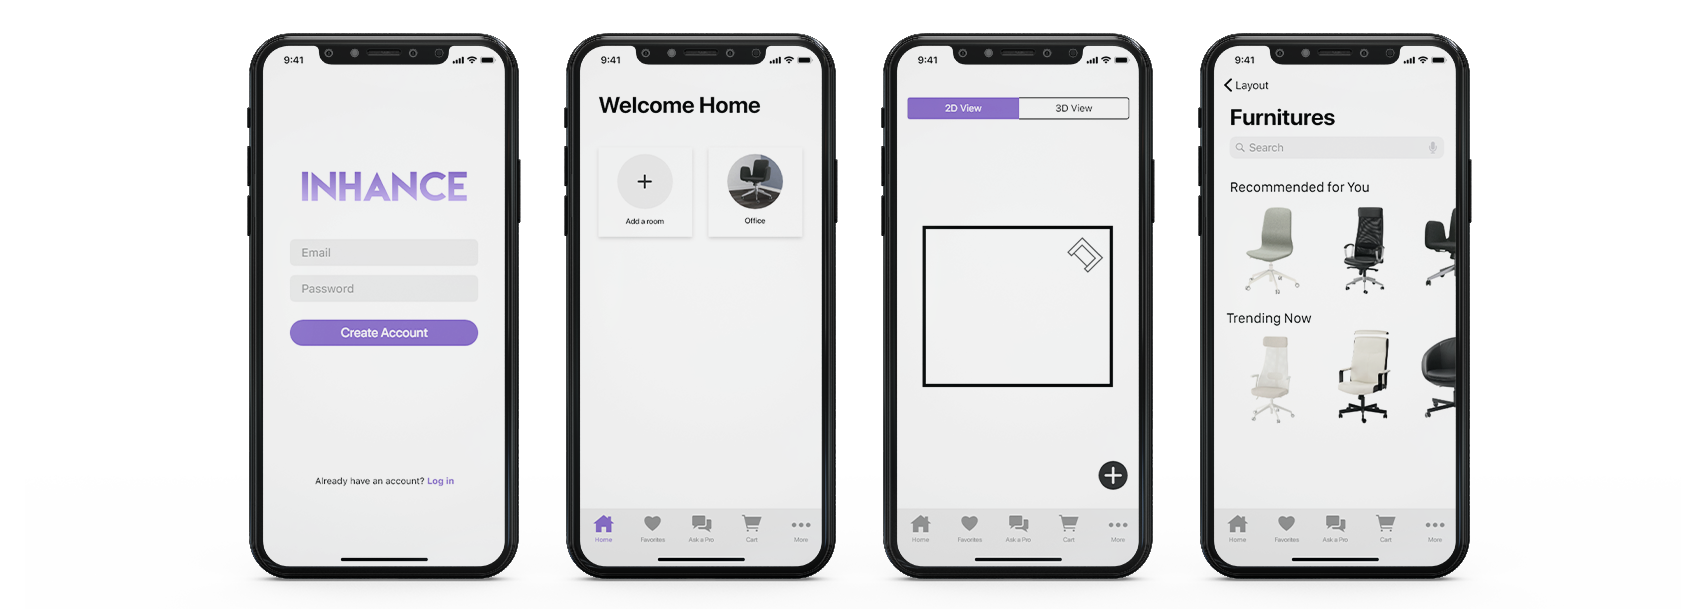 9:41
INHANCE
Email
Password
Create Account
Already have an account? Log in
9:41
Welcome Home
Add a room
Office
Home
Favorites
Ask a Pro
Cart
More
9:41
2D View
3D View
Home
Favorites
Ask a Pro
Cart
More
9:41
Layout
Furnitures
Search
Recommended for You
Trending Now
Home
Favorites
Ask a Pro
Cart
More